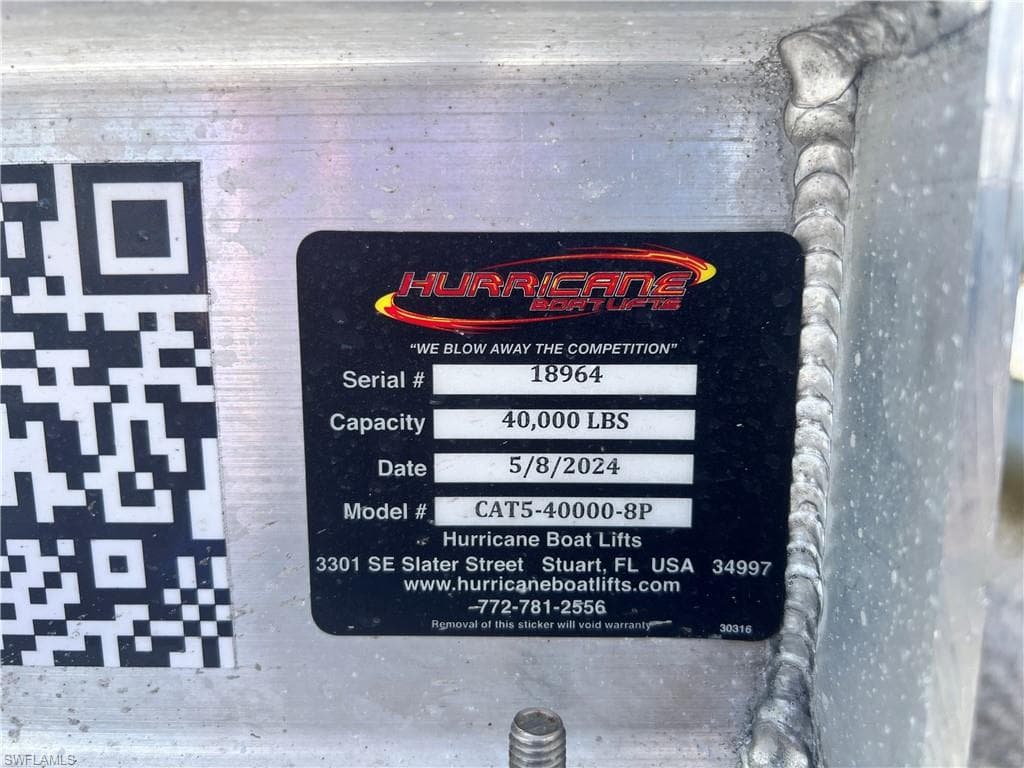 HURRICANE
BOAT LIFTS
"WE BLOW AWAY THE COMPETITION"
Serial # 18964
Capacity 40,000 LBS
Date 5/8/2024
Model # CAT5-40000-8P
Hurricane Boat Lifts
3301 SE Slater Street Stuart, FL USA 34997
www.hurricaneboatlifts.com
772-781-2556
Removal of this sticker will void warranty 30316
SWFLAMLS